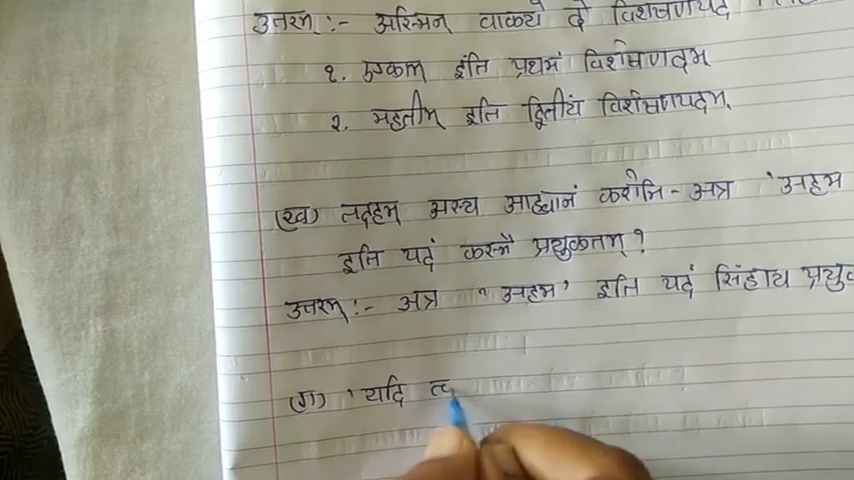 उत्तरम् :- अस्मिन् वाक्ये द्वे विशेषणपदे
१. एकाम् इति प्रथमं विशेषणपदम्
२. महतीम् इति द्वितीयं विशेषणपदम्
(ख) तदहम् अस्य आह्वानं करोमि - अत्र 'अहम्
इति पदं कस्मै प्रयुक्तम् ?
उत्तरम् :- अत्र "अहम' इति पदं सिंहाय प्रयुक
(ग) 'यदि त्व